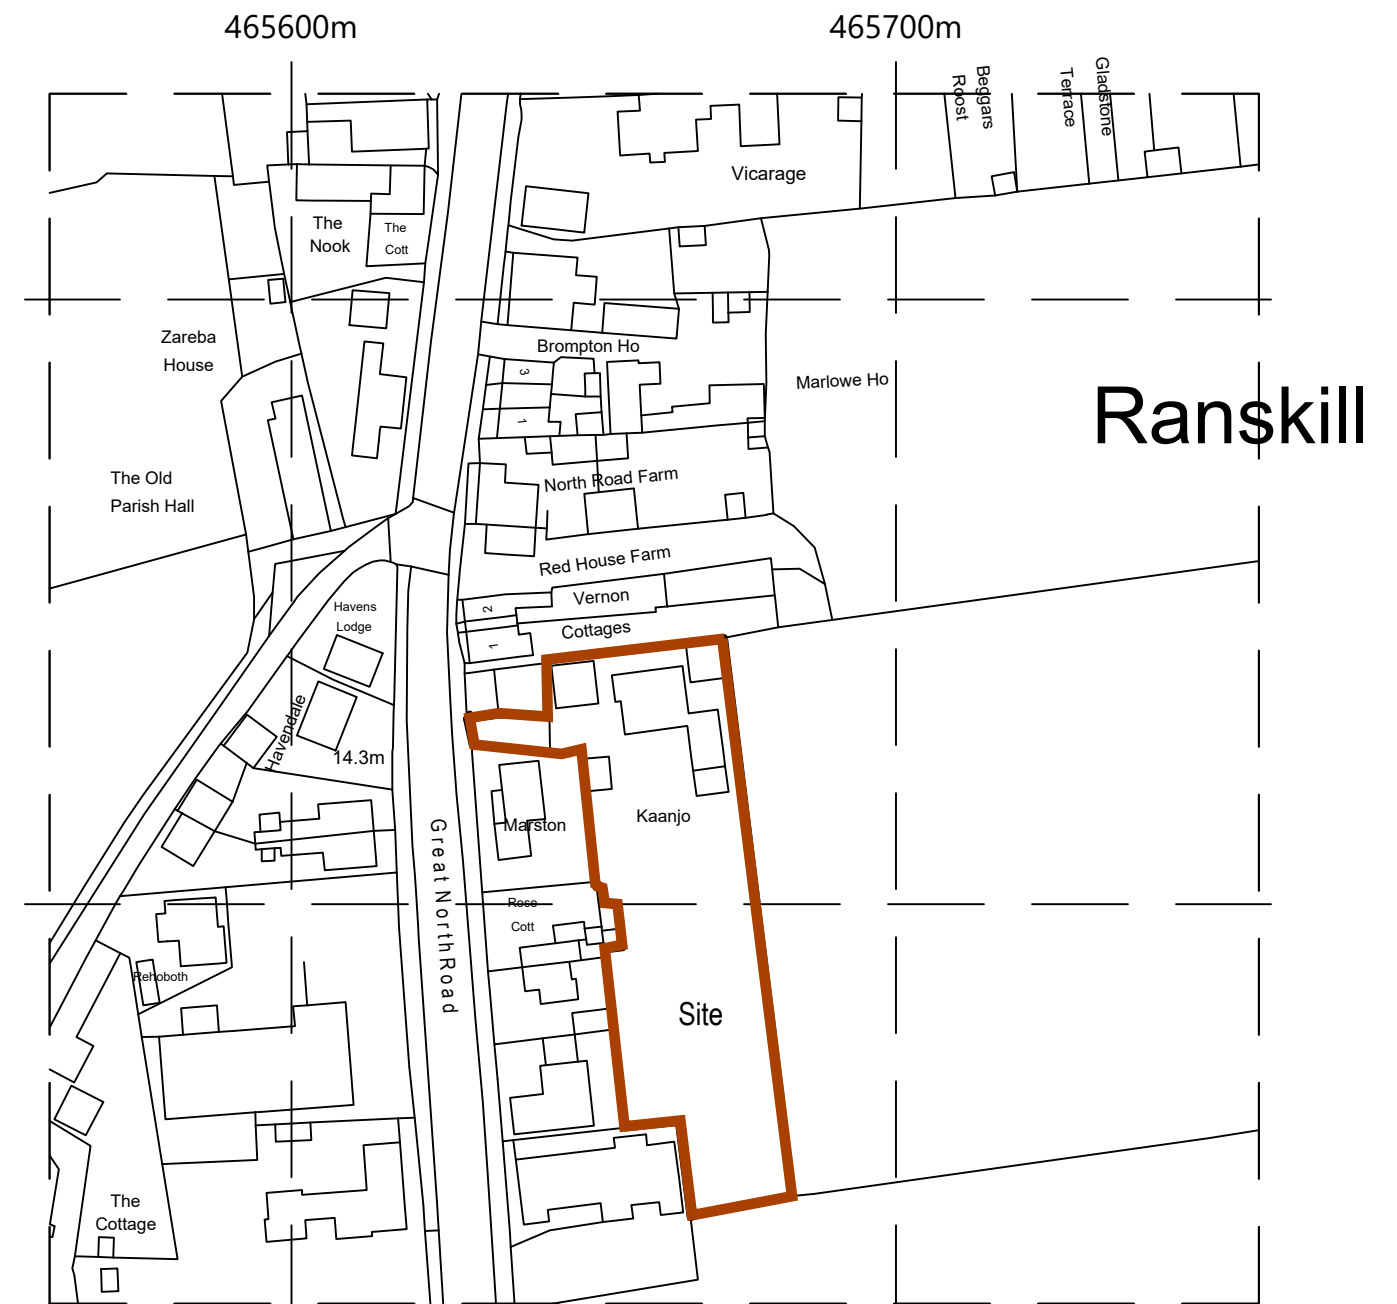 465600m
465700m
Beggars
Roost
Gladstone
Terrace
Vicarage
The
Nook
The
Cott
Zareba
House
Brompton Ho
3
Marlowe Ho
Ranskill
1
The Old
Parish Hall
North Road Farm
Red House Farm
Havens
Lodge
2
Vernon
Cottages
1
Havendale
14.3m
Marston
Kaanjo
Great North Road
Rose
Cott
Rehoboth
Site
The
Cottage